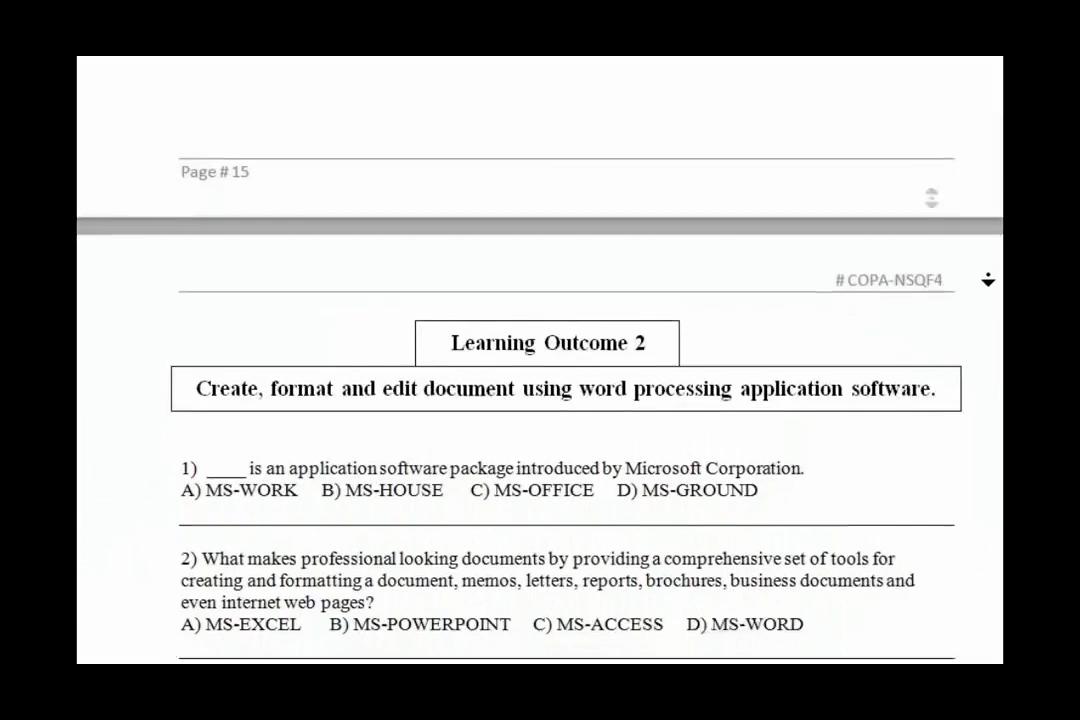 Page # 15
# COPA-NSQF4
Learning Outcome 2
Create, format and edit document using word processing application software.
1) ____ is an application software package introduced by Microsoft Corporation.
A) MS-WORK B) MS-HOUSE C) MS-OFFICE D) MS-GROUND
2) What makes professional looking documents by providing a comprehensive set of tools for
creating and formatting a document, memos, letters, reports, brochures, business documents and
even internet web pages?
A) MS-EXCEL B) MS-POWERPOINT C) MS-ACCESS D) MS-WORD